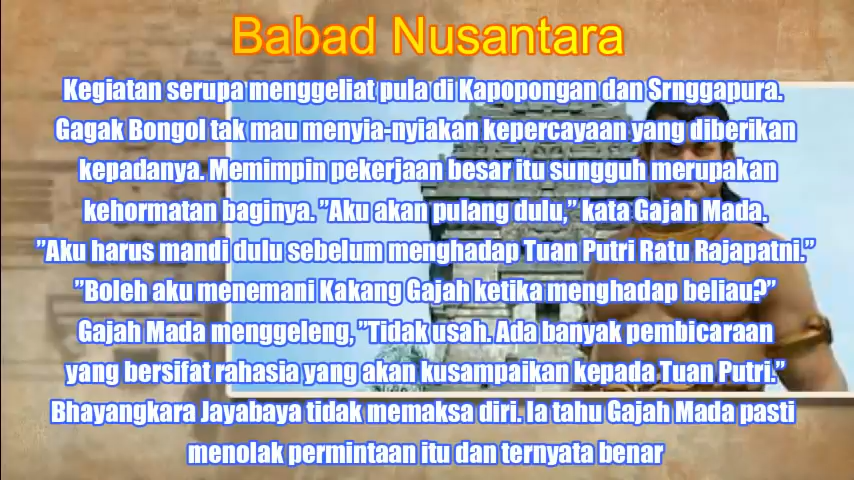 Babad Nusantara
Kegiatan serupa menggeliat pula di Kapopongan dan Srnggapura.
Gagak Bongol tak mau menyia-nyiakan kepercayaan yang diberikan
kepadanya. Memimpin pekerjaan besar itu sungguh merupakan
kehormatan baginya. ”Aku akan pulang dulu,” kata Gajah Mada.
”Aku harus mandi dulu sebelum menghadap Tuan Putri Ratu Rajapatni.”
”Boleh aku menemani Kakang Gajah ketika menghadap beliau?”
Gajah Mada menggeleng, ”Tidak usah. Ada banyak pembicaraan
yang bersifat rahasia yang akan kusampaikan kepada Tuan Putri.”
Bhayangkara Jayabaya tidak memaksa diri. Ia tahu Gajah Mada pasti
menolak permintaan itu dan ternyata benar